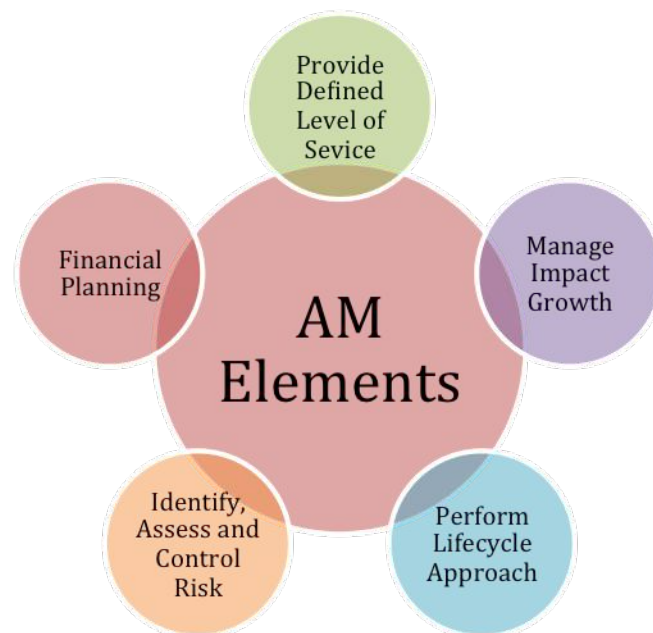 Provide
Defined
Level of
Sevice
Manage
Impact
Growth
Perform
Lifecycle
Approach
Identify,
Assess and
Control
Risk
Financial
Planning
AM
Elements